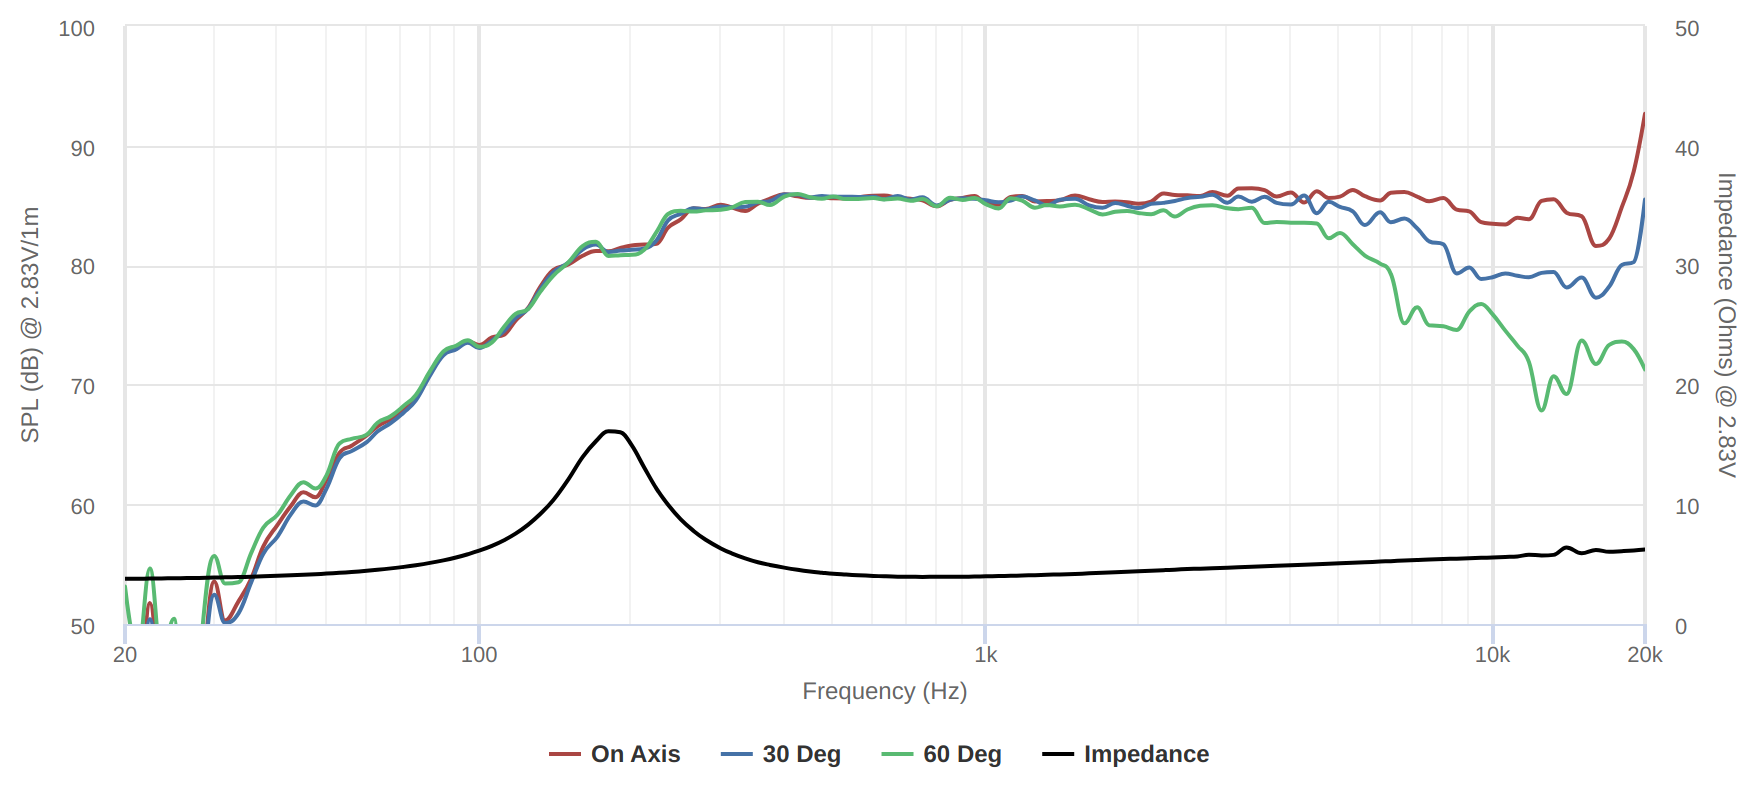 100
90
80
70
60
50
50
40
30
20
10
0
SPL (dB) @ 2.83V/1m
Impedance (Ohms) @ 2.83V
20
100
1k
10k
20k
Frequency (Hz)
On Axis
30 Deg
60 Deg
Impedance